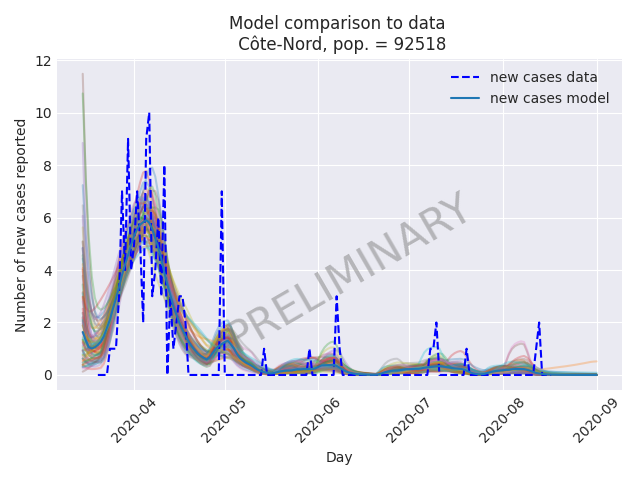 Model comparison to data
Côte-Nord, pop. = 92518
12
10
8
6
4
2
0
Number of new cases reported
new cases data
new cases model
PRELIMINARY
2020-04
2020-05
2020-06
2020-07
2020-08
2020-09
Day